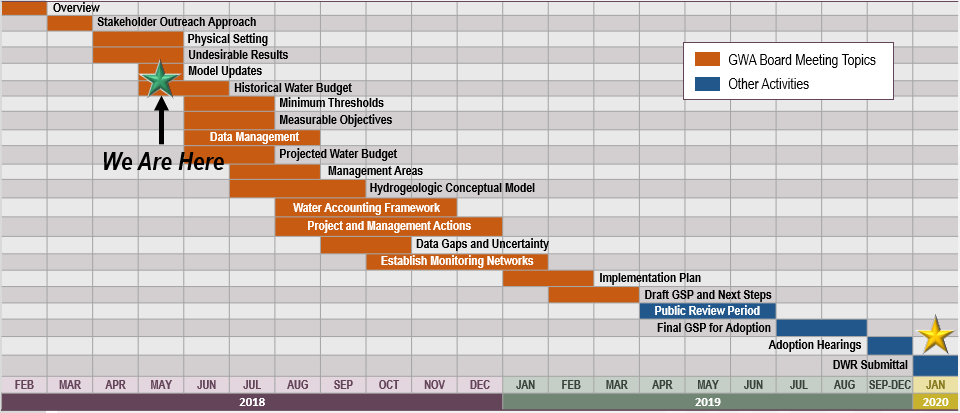 Overview
Stakeholder Outreach Approach
Physical Setting
Undesirable Results
Model Updates
Historical Water Budget
Minimum Thresholds
Measurable Objectives
Data Management
Projected Water Budget
Management Areas
Hydrogeologic Conceptual Model
Water Accounting Framework
Project and Management Actions
Data Gaps and Uncertainty
Establish Monitoring Networks
Implementation Plan
Draft GSP and Next Steps
Public Review Period
Final GSP for Adoption
Adoption Hearings
DWR Submittal
GWA Board Meeting Topics
Other Activities
We Are Here
FEB MAR APR MAY JUN JUL AUG SEP OCT NOV DEC JAN FEB MAR APR MAY JUN JUL AUG SEP-DEC JAN
2018 2019 2020